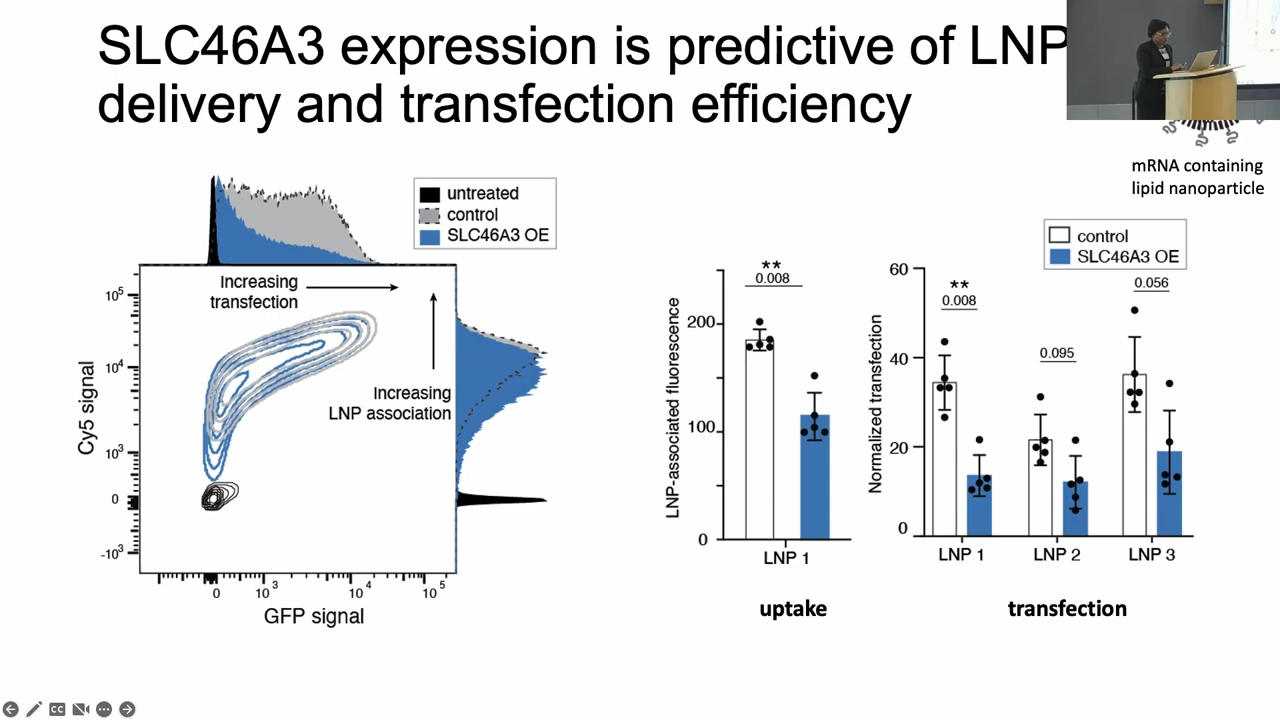 SLC46A3 expression is predictive of LNP
delivery and transfection efficiency
mRNA containing
lipid nanoparticle
untreated
control
SLC46A3 OE
Increasing
transfection
Increasing
LNP association
Cy5 signal
10⁵
10⁴
10³
0
-10³
0
10³
10⁴
10⁵
GFP signal
**
0.008
LNP-associated fluorescence
200
100
0
LNP 1
uptake
control
SLC46A3 OE
Normalized transfection
60
40
20
0
**
0.008
0.095
0.056
LNP 1
LNP 2
LNP 3
transfection
CC